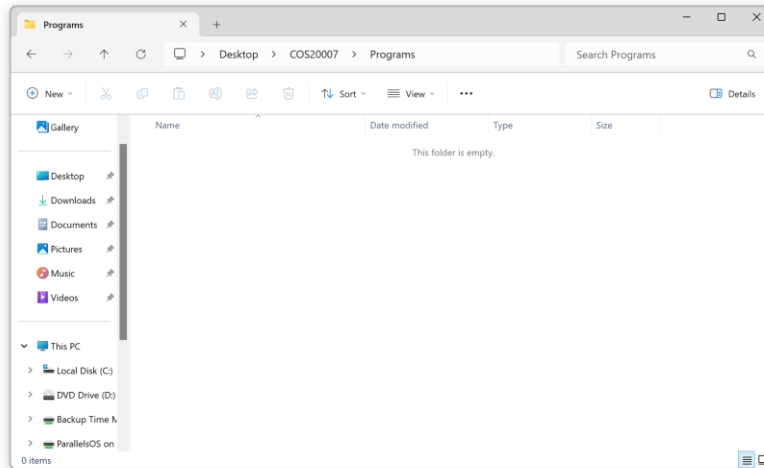 Programs
Desktop > COS20007 > Programs
Search Programs
New
Sort
View
...
Details
Gallery
Name
Date modified
Type
Size
This folder is empty.
Desktop
Downloads
Documents
Pictures
Music
Videos
This PC
Local Disk (C:)
DVD Drive (D:)
Backup Time M
ParallelsOS on
0 items